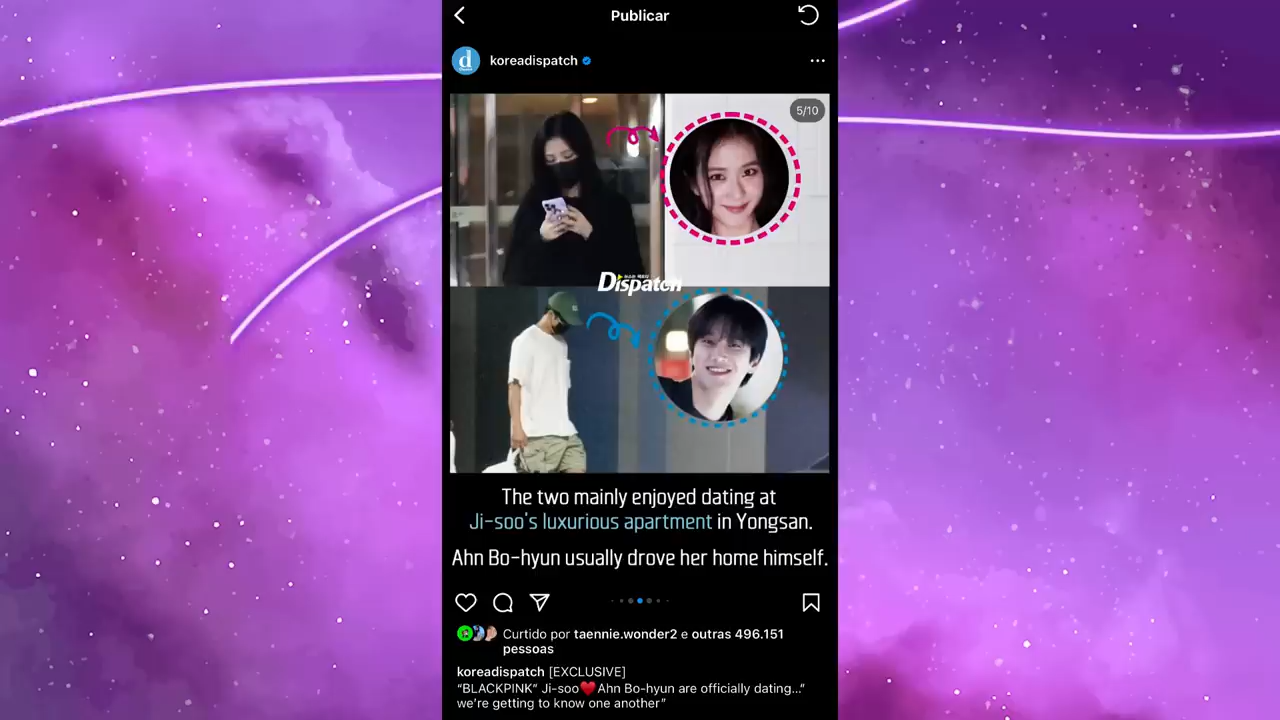 Publicar
koreadispatch
5/10
Dispatch
The two mainly enjoyed dating at
Ji-soo's luxurious apartment in Yongsan.
Ahn Bo-hyun usually drove her home himself.
Curtido por taennie.wonder2 e outras 496.151
pessoas
koreadispatch [EXCLUSIVE]
“BLACKPINK” Ji-soo❤️Ahn Bo-hyun are officially dating...“
we're getting to know one another”